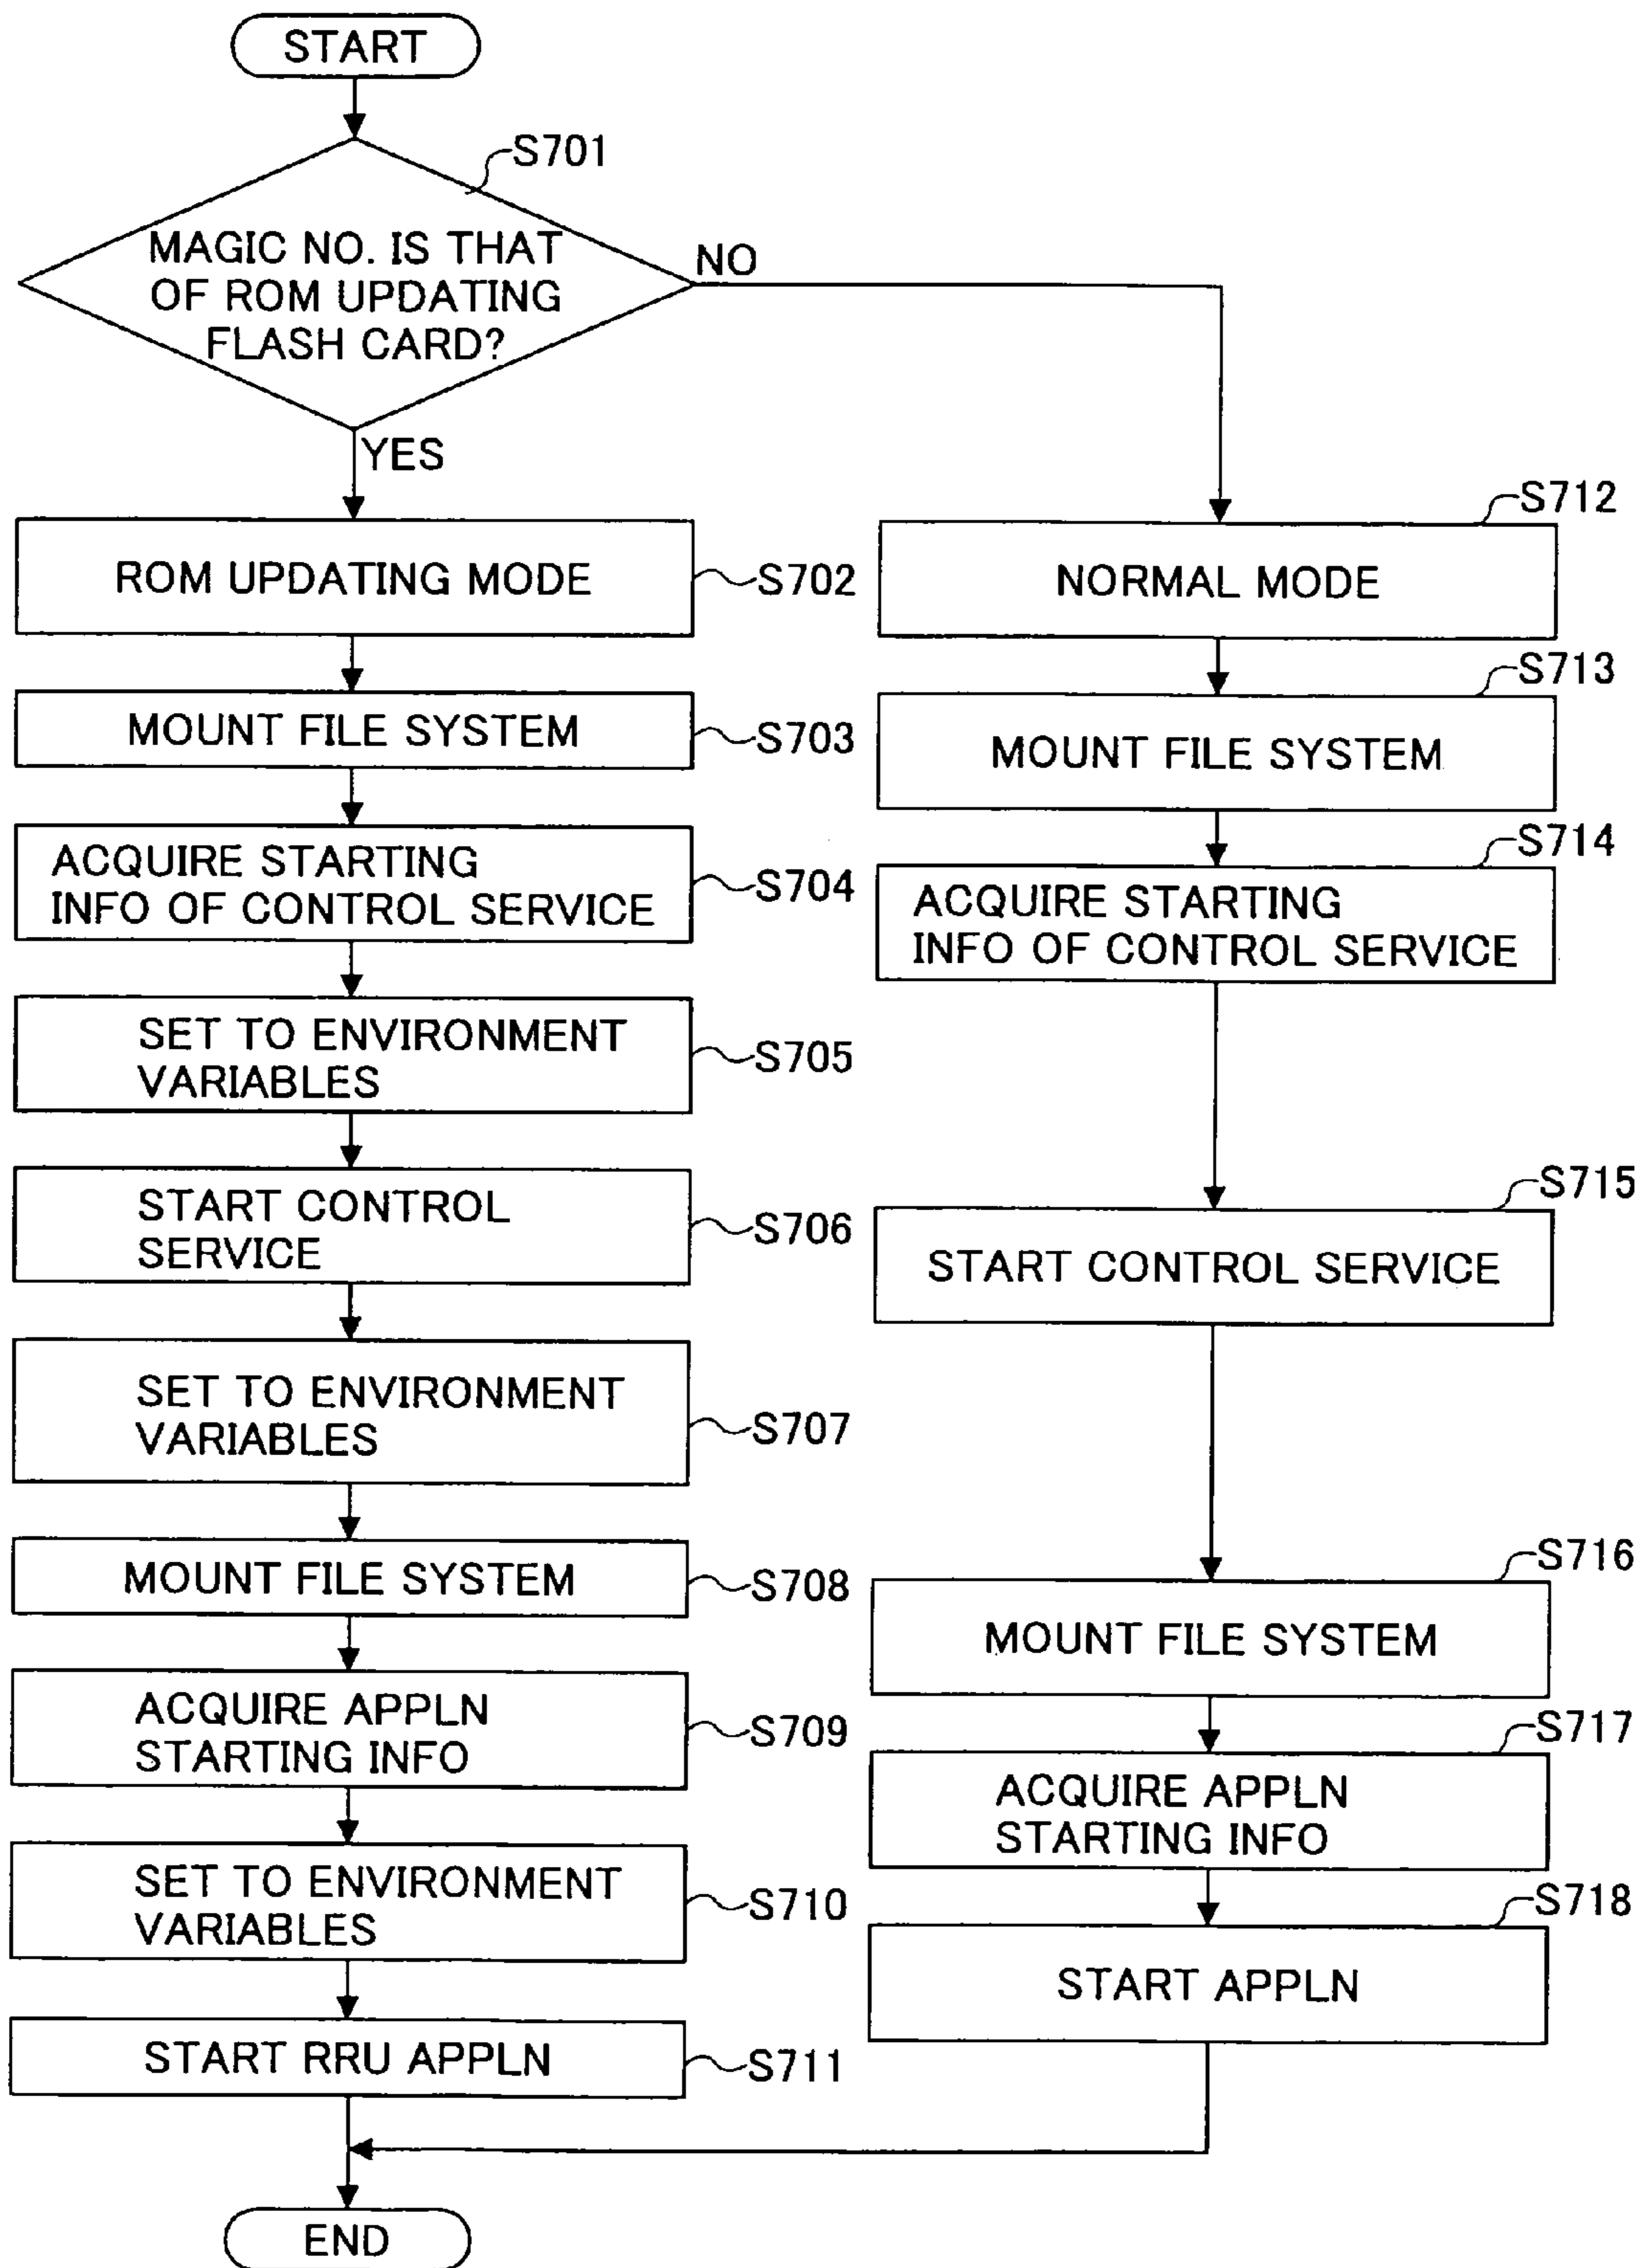 START
S701
MAGIC NO. IS THAT
OF ROM UPDATING
FLASH CARD?
NO
YES
ROM UPDATING MODE
S702
MOUNT FILE SYSTEM
S703
ACQUIRE STARTING
INFO OF CONTROL SERVICE
S704
SET TO ENVIRONMENT
VARIABLES
S705
START CONTROL
SERVICE
S706
SET TO ENVIRONMENT
VARIABLES
S707
MOUNT FILE SYSTEM
S708
ACQUIRE APPLN
STARTING INFO
S709
SET TO ENVIRONMENT
VARIABLES
S710
START RRU APPLN
S711
S712
NORMAL MODE
S713
MOUNT FILE SYSTEM
S714
ACQUIRE STARTING
INFO OF CONTROL SERVICE
S715
START CONTROL SERVICE
S716
MOUNT FILE SYSTEM
S717
ACQUIRE APPLN
STARTING INFO
S718
START APPLN
END